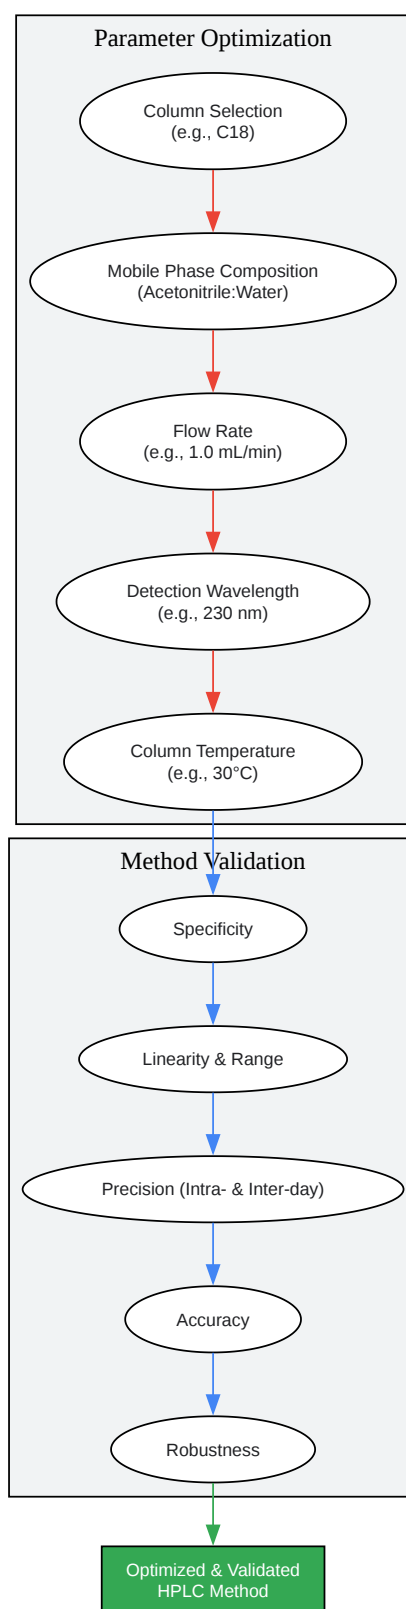 Parameter Optimization
Column Selection
(e.g., C18)
Mobile Phase Composition
(Acetonitrile:Water)
Flow Rate
(e.g., 1.0 mL/min)
Detection Wavelength
(e.g., 230 nm)
Column Temperature
(e.g., 30°C)
Method Validation
Specificity
Linearity & Range
Precision (Intra- & Inter-day)
Accuracy
Robustness
Optimized & Validated
HPLC Method